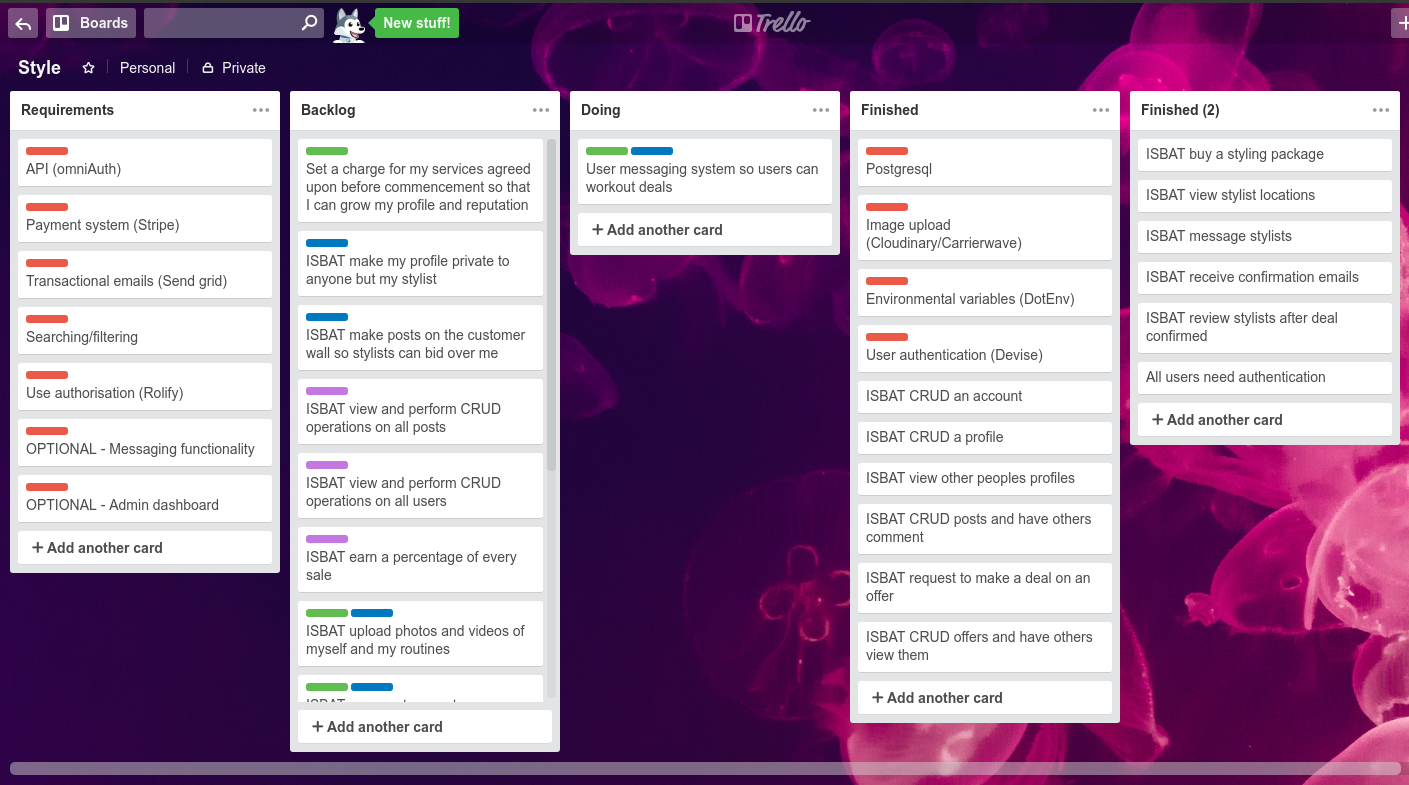 Boards
New stuff!
Trello
Style
Personal
Private
Requirements
API (omniAuth)
Payment system (Stripe)
Transactional emails (Send grid)
Searching/filtering
Use authorisation (Rolify)
OPTIONAL - Messaging functionality
OPTIONAL - Admin dashboard
+ Add another card
Backlog
Set a charge for my services agreed
upon before commencement so that
I can grow my profile and reputation
ISBAT make my profile private to
anyone but my stylist
ISBAT make posts on the customer
wall so stylists can bid over me
ISBAT view and perform CRUD
operations on all posts
ISBAT view and perform CRUD
operations on all users
ISBAT earn a percentage of every
sale
ISBAT upload photos and videos of
myself and my routines
ISBAT
+ Add another card
Doing
User messaging system so users can
workout deals
+ Add another card
Finished
Postgresql
Image upload
(Cloudinary/Carrierwave)
Environmental variables (DotEnv)
User authentication (Devise)
ISBAT CRUD an account
ISBAT CRUD a profile
ISBAT view other peoples profiles
ISBAT CRUD posts and have others
comment
ISBAT request to make a deal on an
offer
ISBAT CRUD offers and have others
view them
+ Add another card
Finished (2)
ISBAT buy a styling package
ISBAT view stylist locations
ISBAT message stylists
ISBAT receive confirmation emails
ISBAT review stylists after deal
confirmed
All users need authentication
+ Add another card